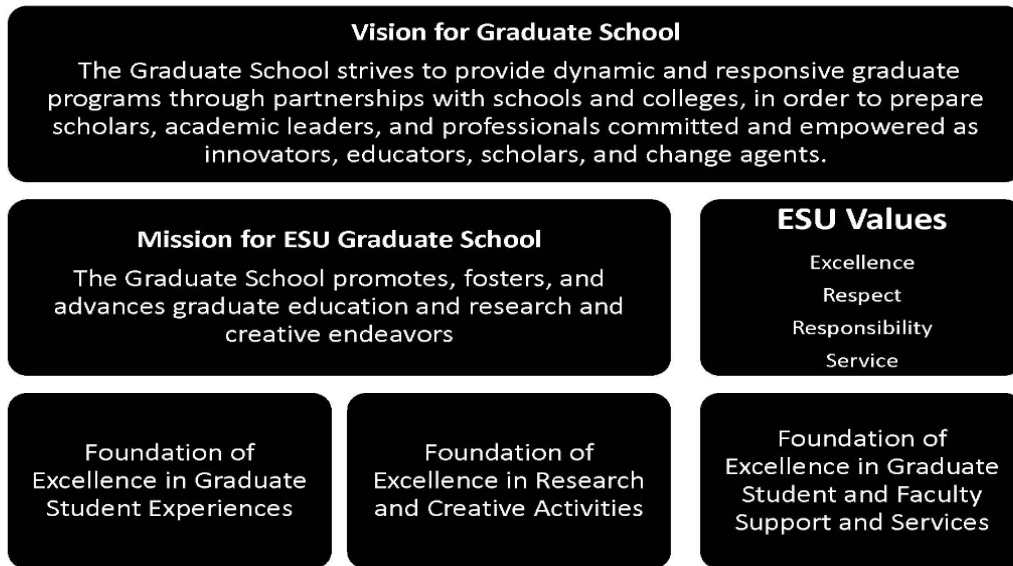 Vision for Graduate School
The Graduate School strives to provide dynamic and responsive graduate
programs through partnerships with schools and colleges, in order to prepare
scholars, academic leaders, and professionals committed and empowered as
innovators, educators, scholars, and change agents.
Mission for ESU Graduate School
The Graduate School promotes, fosters, and
advances graduate education and research and
creative endeavors
ESU Values
Excellence
Respect
Responsibility
Service
Foundation of
Excellence in Graduate
Student Experiences
Foundation of
Excellence in Research
and Creative Activities
Foundation of
Excellence in Graduate
Student and Faculty
Support and Services